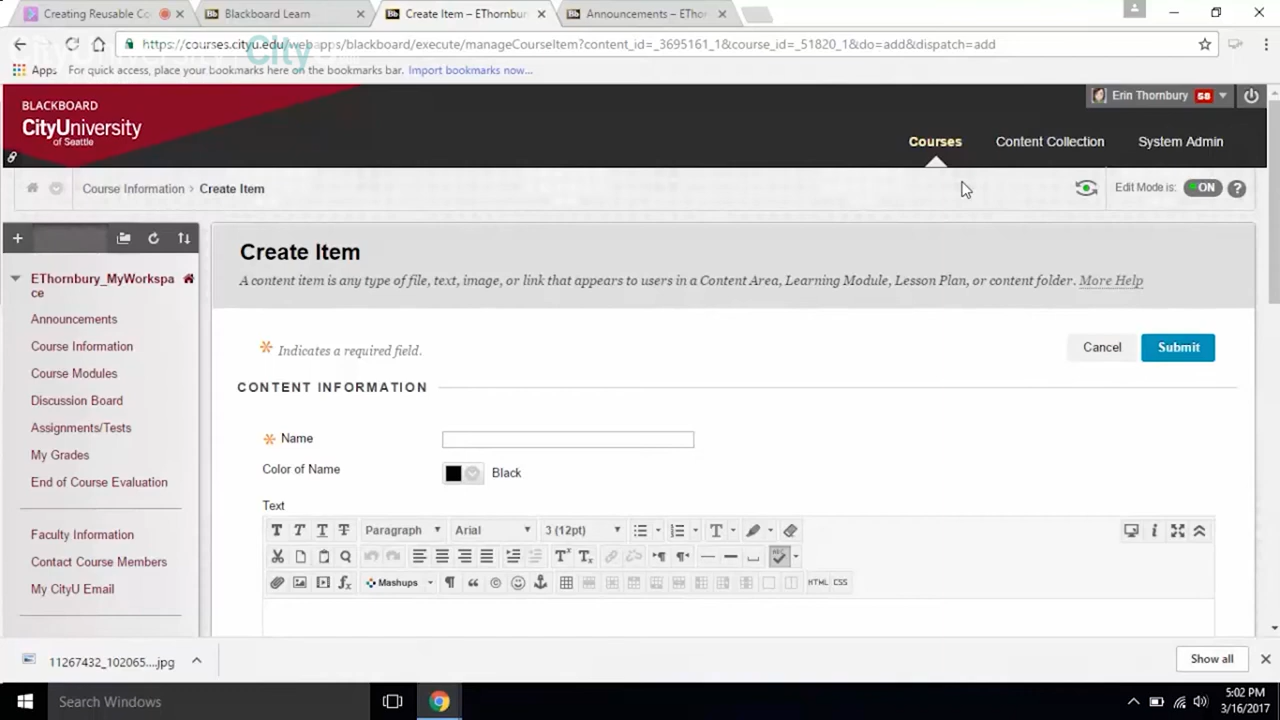 Creating Reusable Co
Blackboard Learn
Create Item – EThornbury
Announcements – ETho
https://courses.cityu.edu/webapps/blackboard/execute/manageCourseItem?content_id=_3695161_1&course_id=_51820_1&do=add&dispatch=add
Apps
For quick access, place your bookmarks here on the bookmarks bar. Import bookmarks now...
BLACKBOARD
CityUniversity
of Seattle
Erin Thornbury 58
Courses
Content Collection
System Admin
Course Information > Create Item
Edit Mode is: ON ?
EThornbury_MyWorkspa
ce
Announcements
Course Information
Course Modules
Discussion Board
Assignments/Tests
My Grades
End of Course Evaluation
Faculty Information
Contact Course Members
My CityU Email
Create Item
A content item is any type of file, text, image, or link that appears to users in a Content Area, Learning Module, Lesson Plan, or content folder. More Help
Indicates a required field.
Cancel
Submit
CONTENT INFORMATION
Name
Color of Name
Black
Text
T T T T Paragraph Arial 3 (12pt)
Mashups
HTML CSS
11267432_102065....jpg
Show all
Search Windows
5:02 PM
3/16/2017